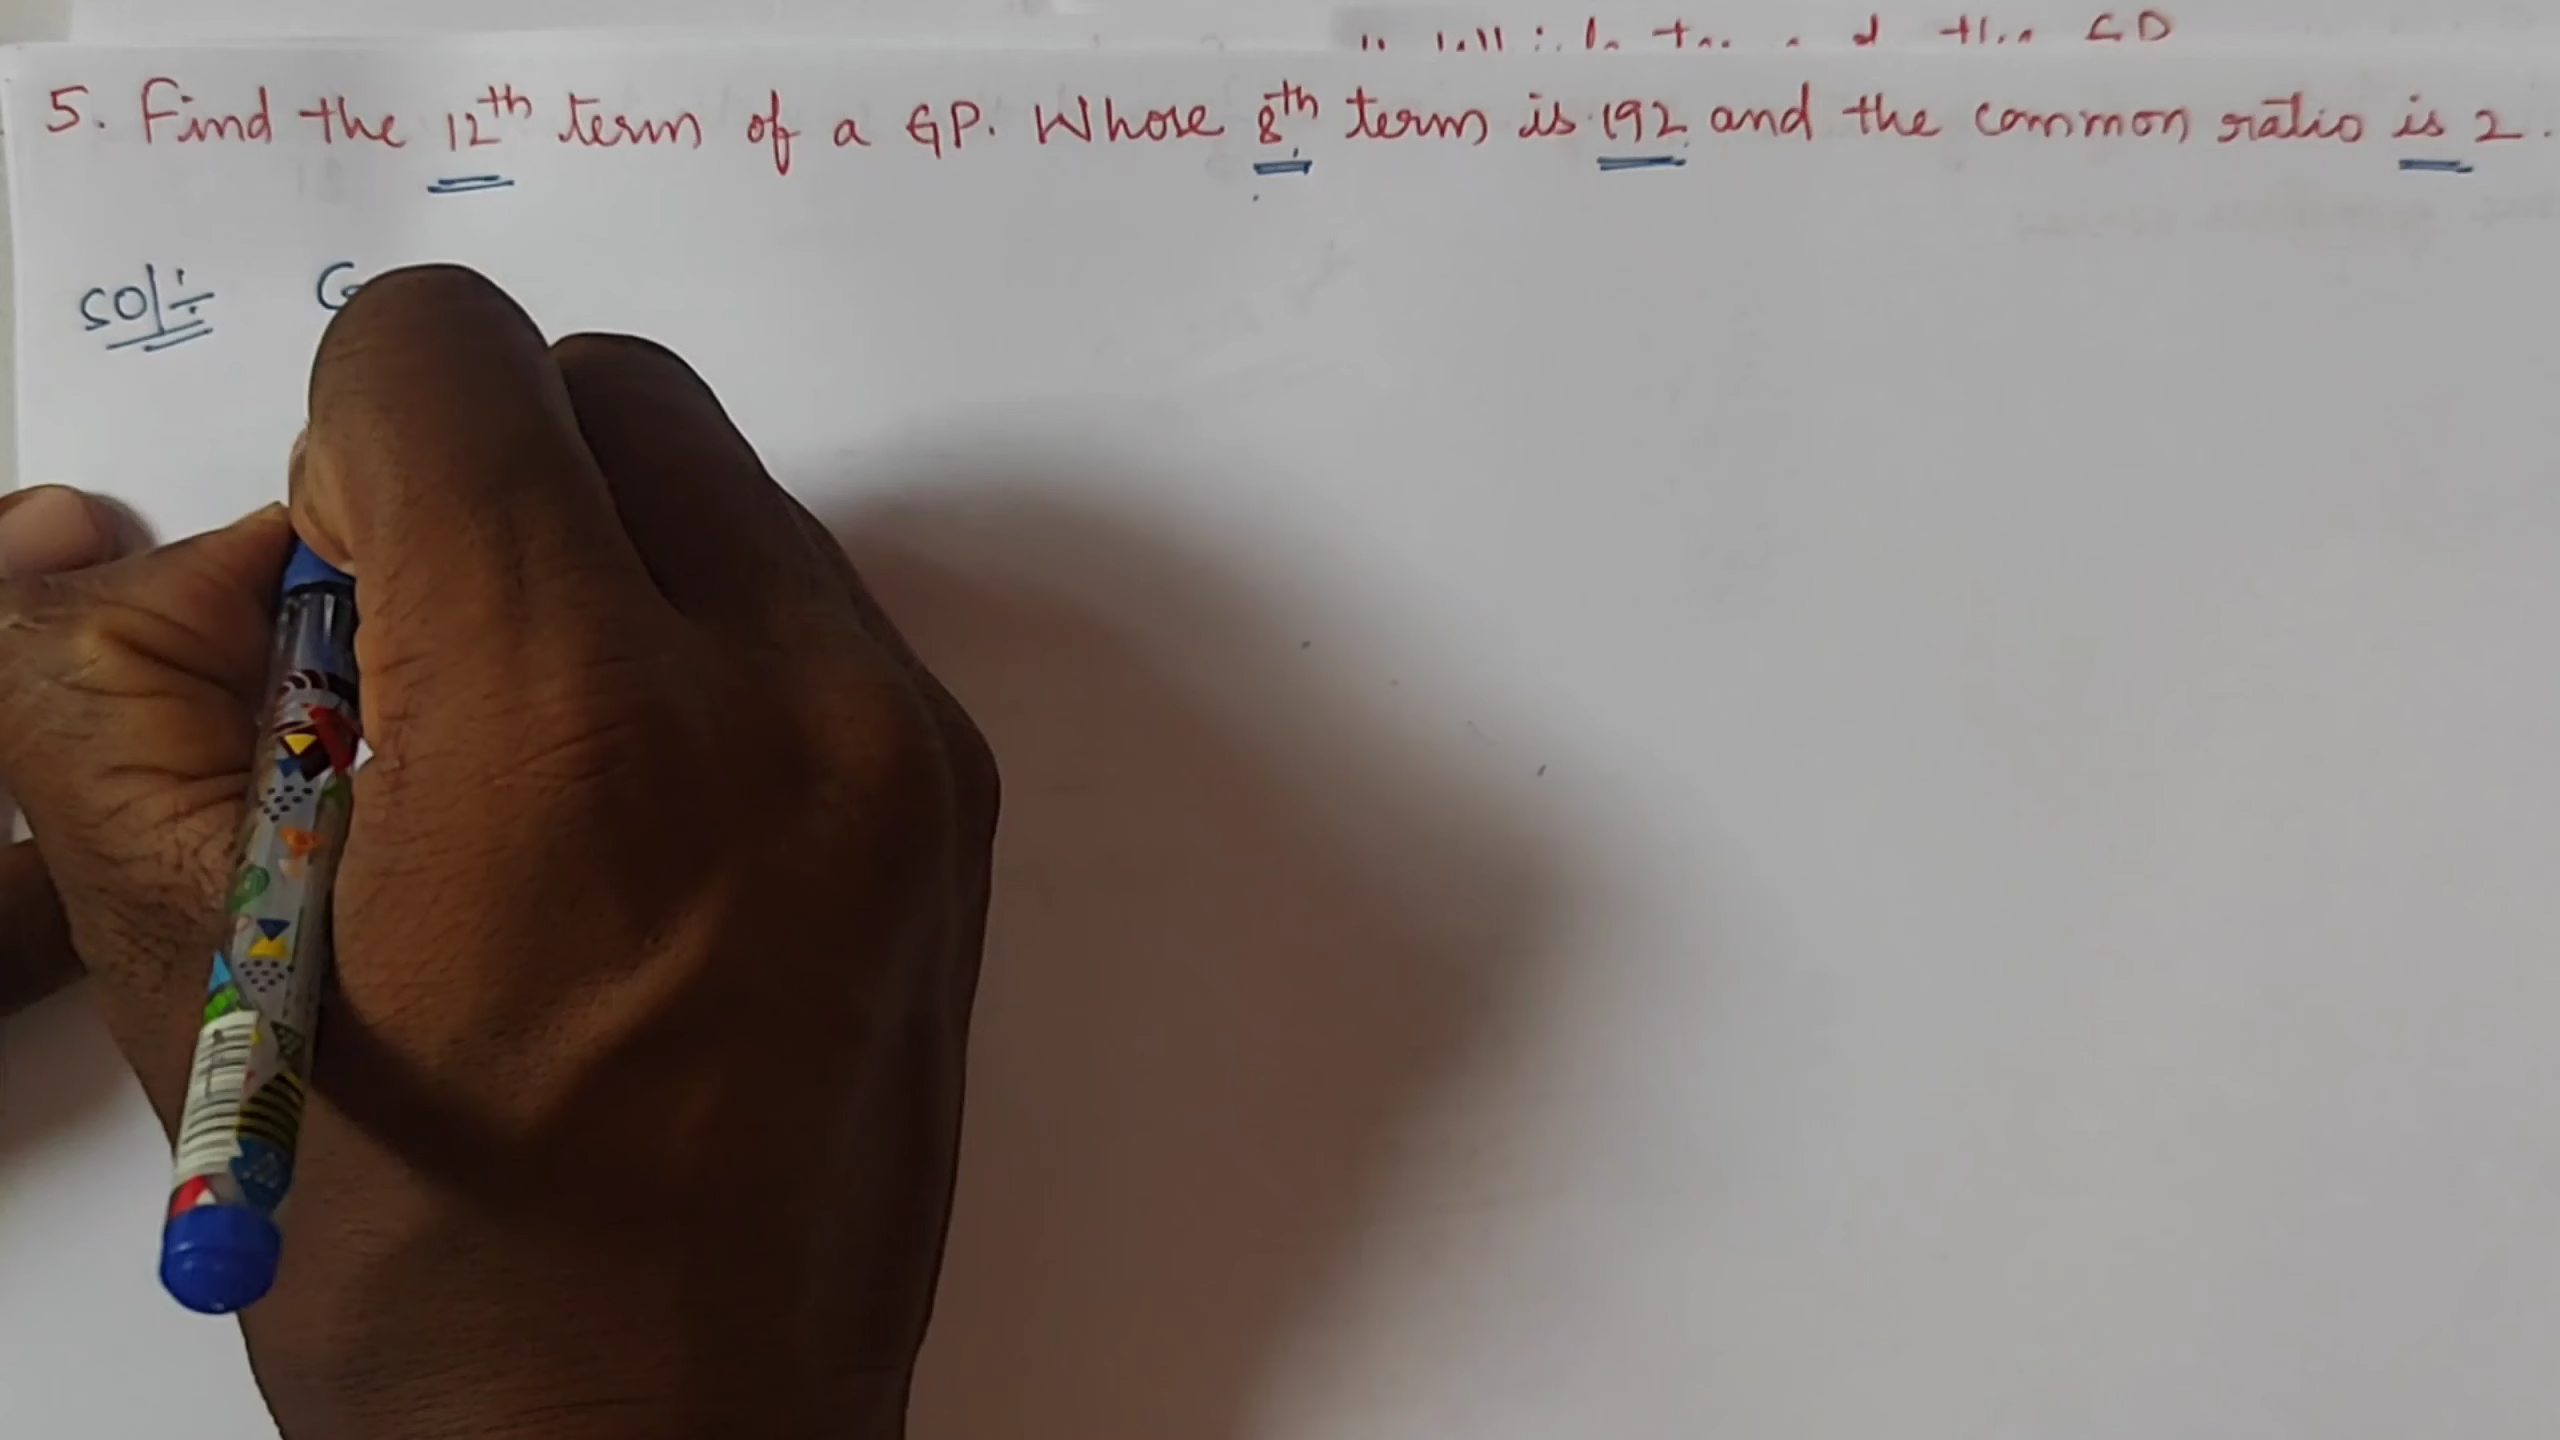 5. Find the 12th term of a GP. Whose 8th term is 192 and the common ratio is 2.
Sol:-